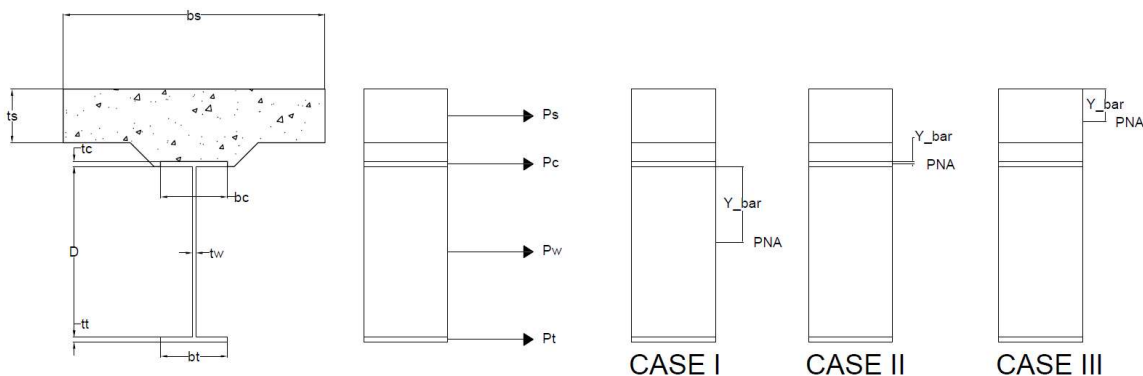 bs
ts
tc
bc
D
tw
tt
bt
Ps
Pc
Pw
Pt
Y_bar
PNA
CASE I
Y_bar
PNA
CASE II
Y_bar
PNA
CASE III